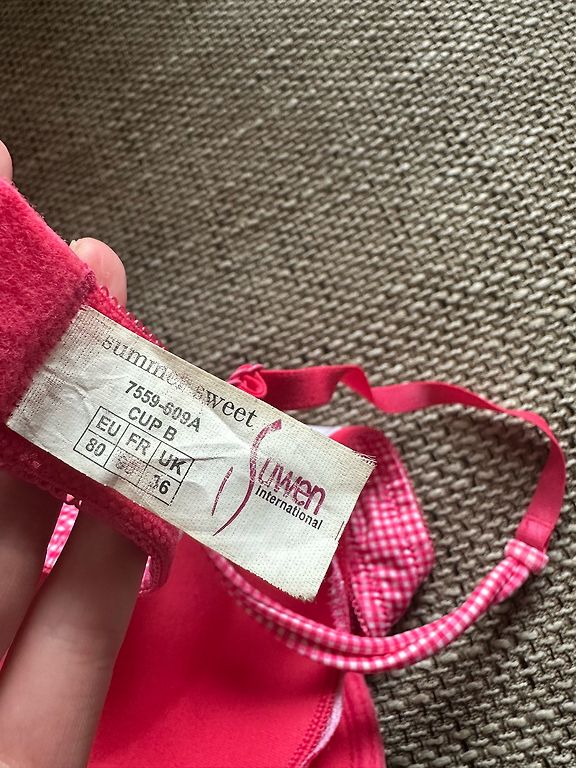 summer sweet
7559-609A
CUP B
EU FR UK
80 36
Suwen
International